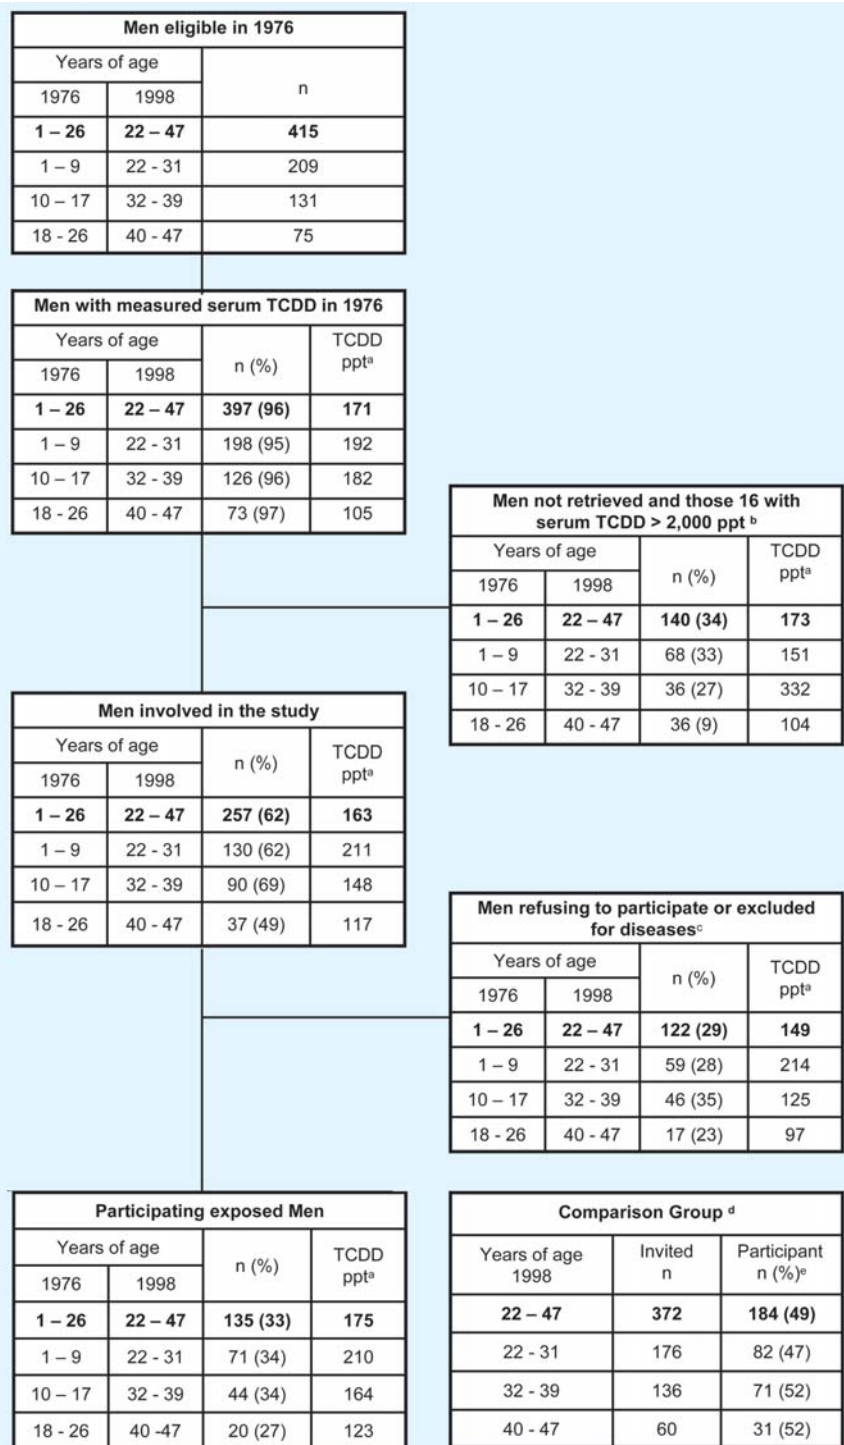 Men eligible in 1976
Years of age n
1976 1998
1 – 26 22 – 47 415
1 – 9 22 - 31 209
10 – 17 32 - 39 131
18 - 26 40 - 47 75
Men with measured serum TCDD in 1976
Years of age n (%) TCDD pptᵃ
1976 1998
1 – 26 22 – 47 397 (96) 171
1 – 9 22 - 31 198 (95) 192
10 – 17 32 - 39 126 (96) 182
18 - 26 40 - 47 73 (97) 105
Men not retrieved and those 16 with
serum TCDD > 2,000 ppt ᵇ
Years of age n (%) TCDD pptᵃ
1976 1998
1 – 26 22 – 47 140 (34) 173
1 – 9 22 - 31 68 (33) 151
10 – 17 32 - 39 36 (27) 332
18 - 26 40 - 47 36 (9) 104
Men involved in the study
Years of age n (%) TCDD pptᵃ
1976 1998
1 – 26 22 – 47 257 (62) 163
1 – 9 22 - 31 130 (62) 211
10 – 17 32 - 39 90 (69) 148
18 - 26 40 - 47 37 (49) 117
Men refusing to participate or excluded
for diseasesᶜ
Years of age n (%) TCDD pptᵃ
1976 1998
1 – 26 22 – 47 122 (29) 149
1 – 9 22 - 31 59 (28) 214
10 – 17 32 - 39 46 (35) 125
18 - 26 40 - 47 17 (23) 97
Participating exposed Men
Years of age n (%) TCDD pptᵃ
1976 1998
1 – 26 22 – 47 135 (33) 175
1 – 9 22 - 31 71 (34) 210
10 – 17 32 - 39 44 (34) 164
18 - 26 40 -47 20 (27) 123
Comparison Group ᵈ
Years of age Invited Participant
1998 n n (%)ᵉ
22 – 47 372 184 (49)
22 - 31 176 82 (47)
32 - 39 136 71 (52)
40 - 47 60 31 (52)